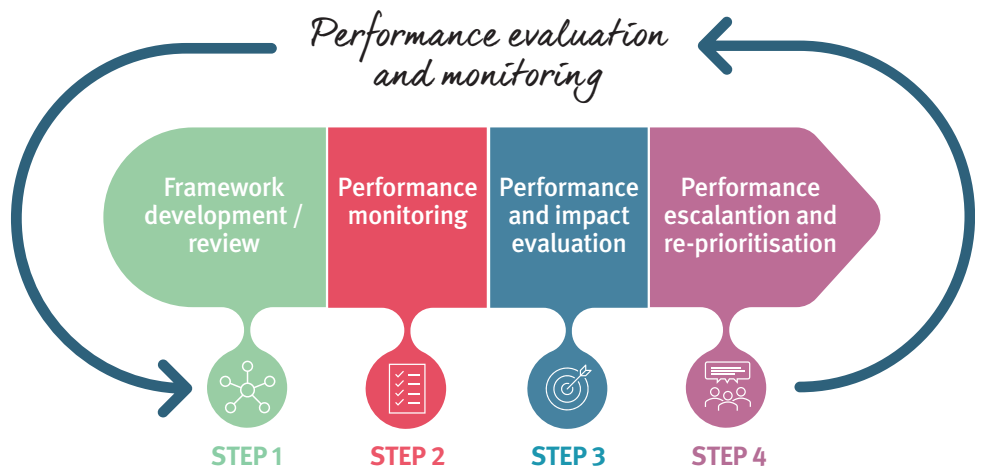 Performance evaluation
and monitoring
Framework
development /
review
Performance
monitoring
Performance
and impact
evaluation
Performance
escalantion and
re-prioritisation
STEP 1
STEP 2
STEP 3
STEP 4